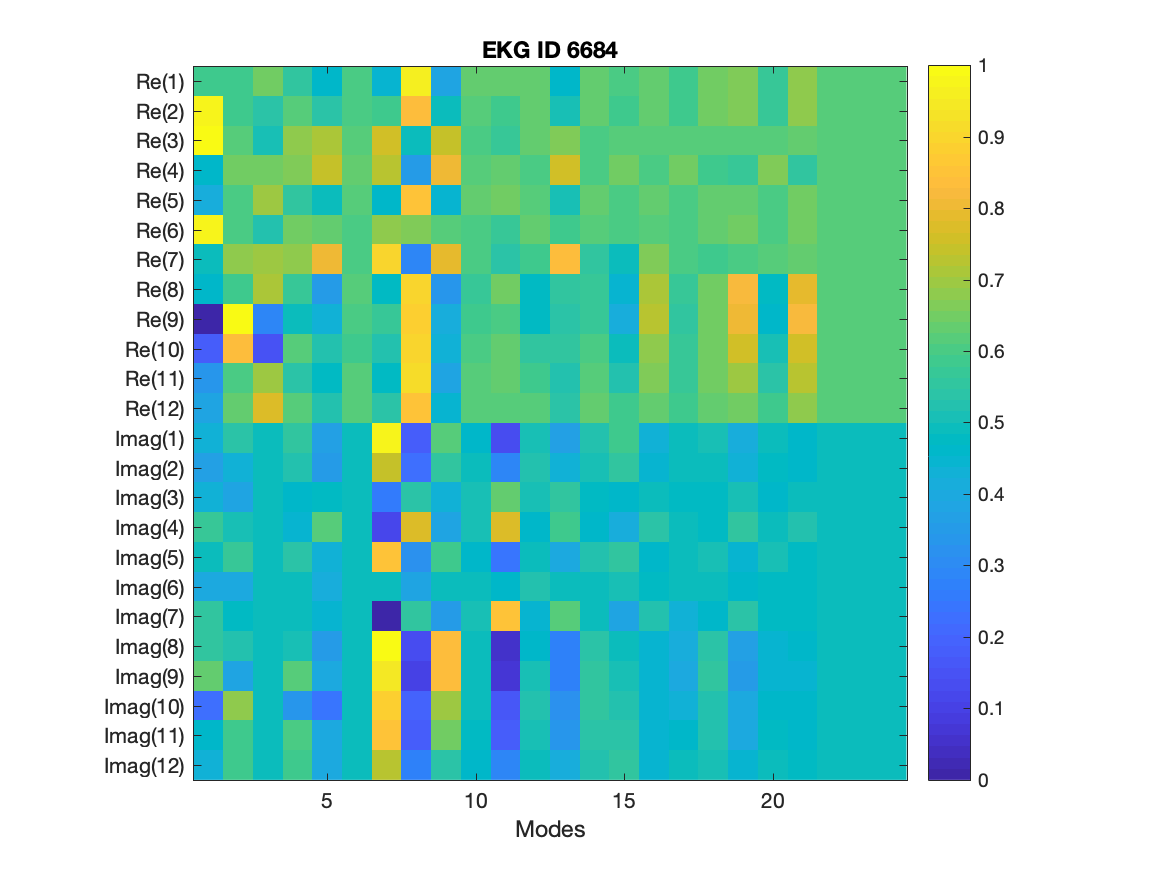 EKG ID 6684
Re(1)
Re(2)
Re(3)
Re(4)
Re(5)
Re(6)
Re(7)
Re(8)
Re(9)
Re(10)
Re(11)
Re(12)
Imag(1)
Imag(2)
Imag(3)
Imag(4)
Imag(5)
Imag(6)
Imag(7)
Imag(8)
Imag(9)
Imag(10)
Imag(11)
Imag(12)
5 10 15 20
Modes
1
0.9
0.8
0.7
0.6
0.5
0.4
0.3
0.2
0.1
0